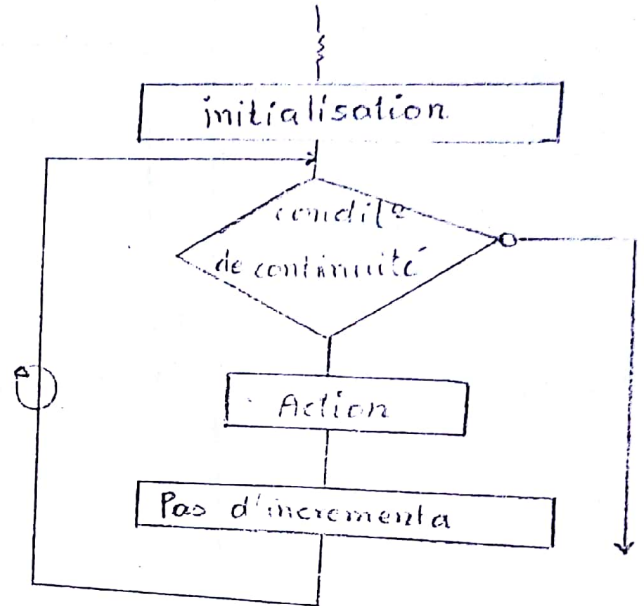 initialisation
condit°
de continuité
Action
Pas d'incrementa